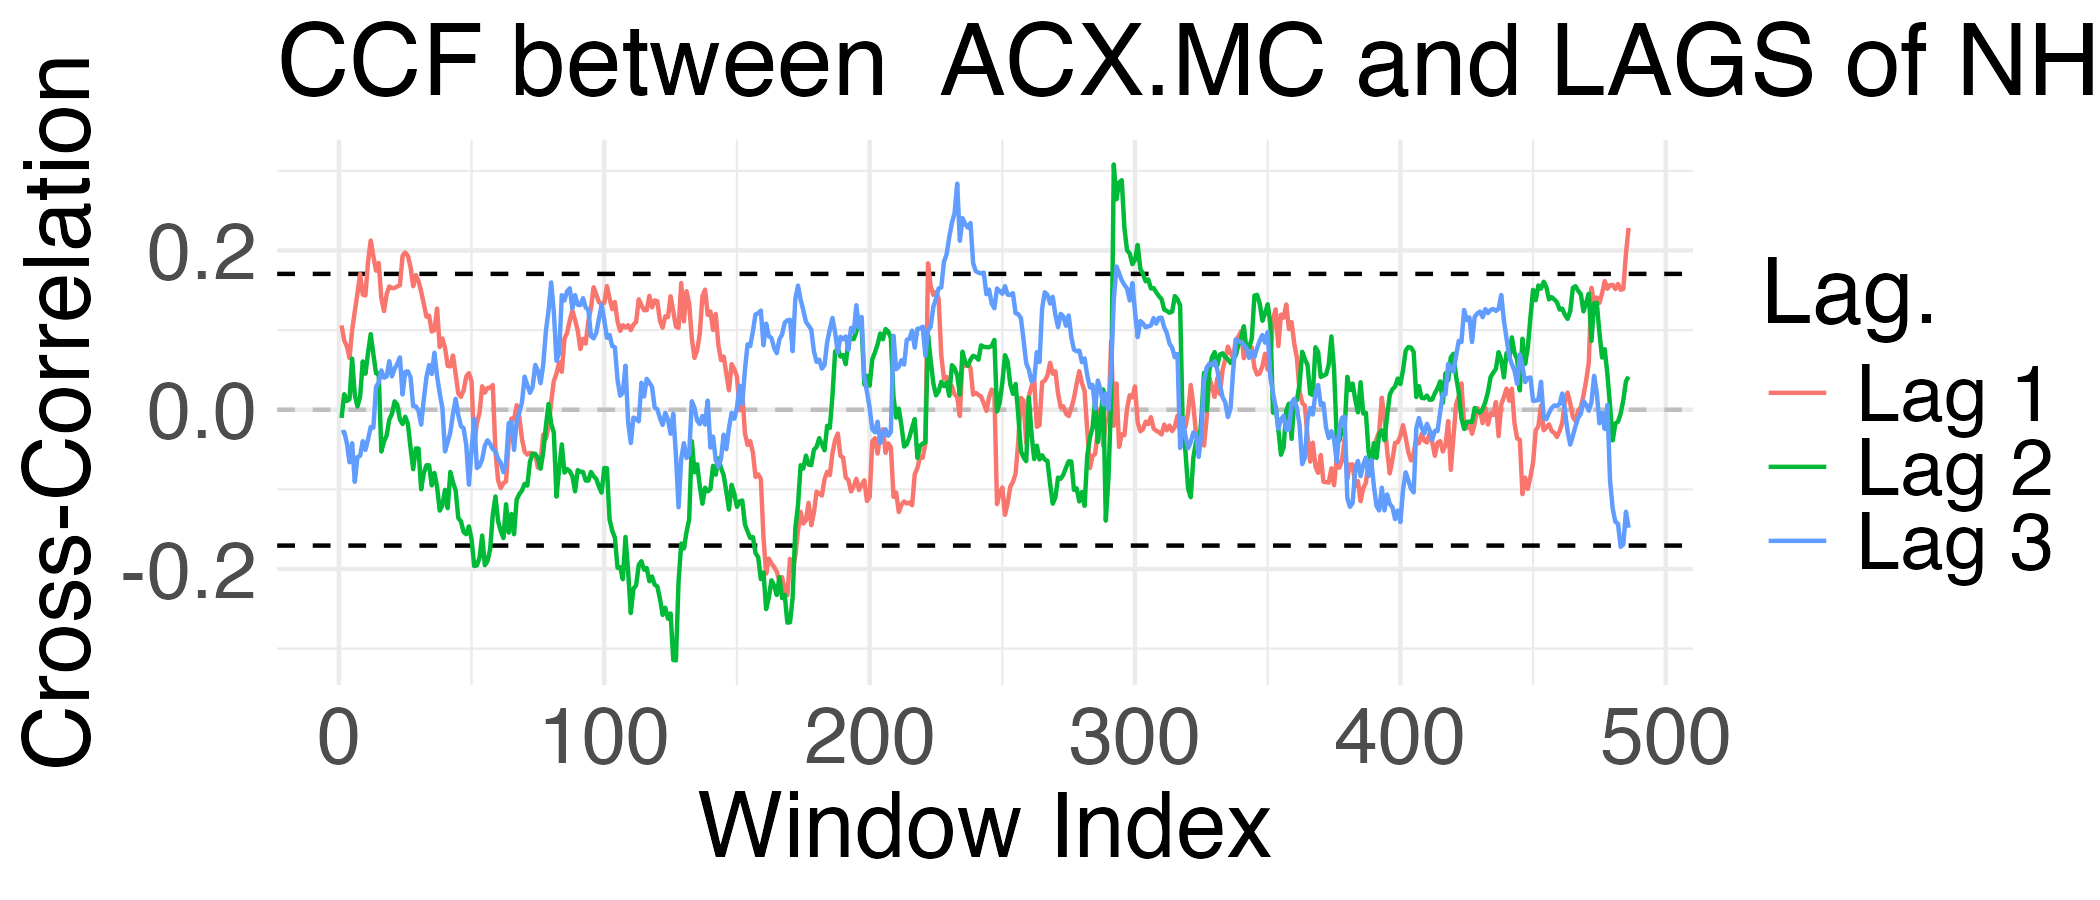 CCF between  ACX.MC and LAGS of NH
Cross-Correlation
0.2
0.0
-0.2
0
100
200
300
400
500
Window Index
Lag.
Lag 1
Lag 2
Lag 3